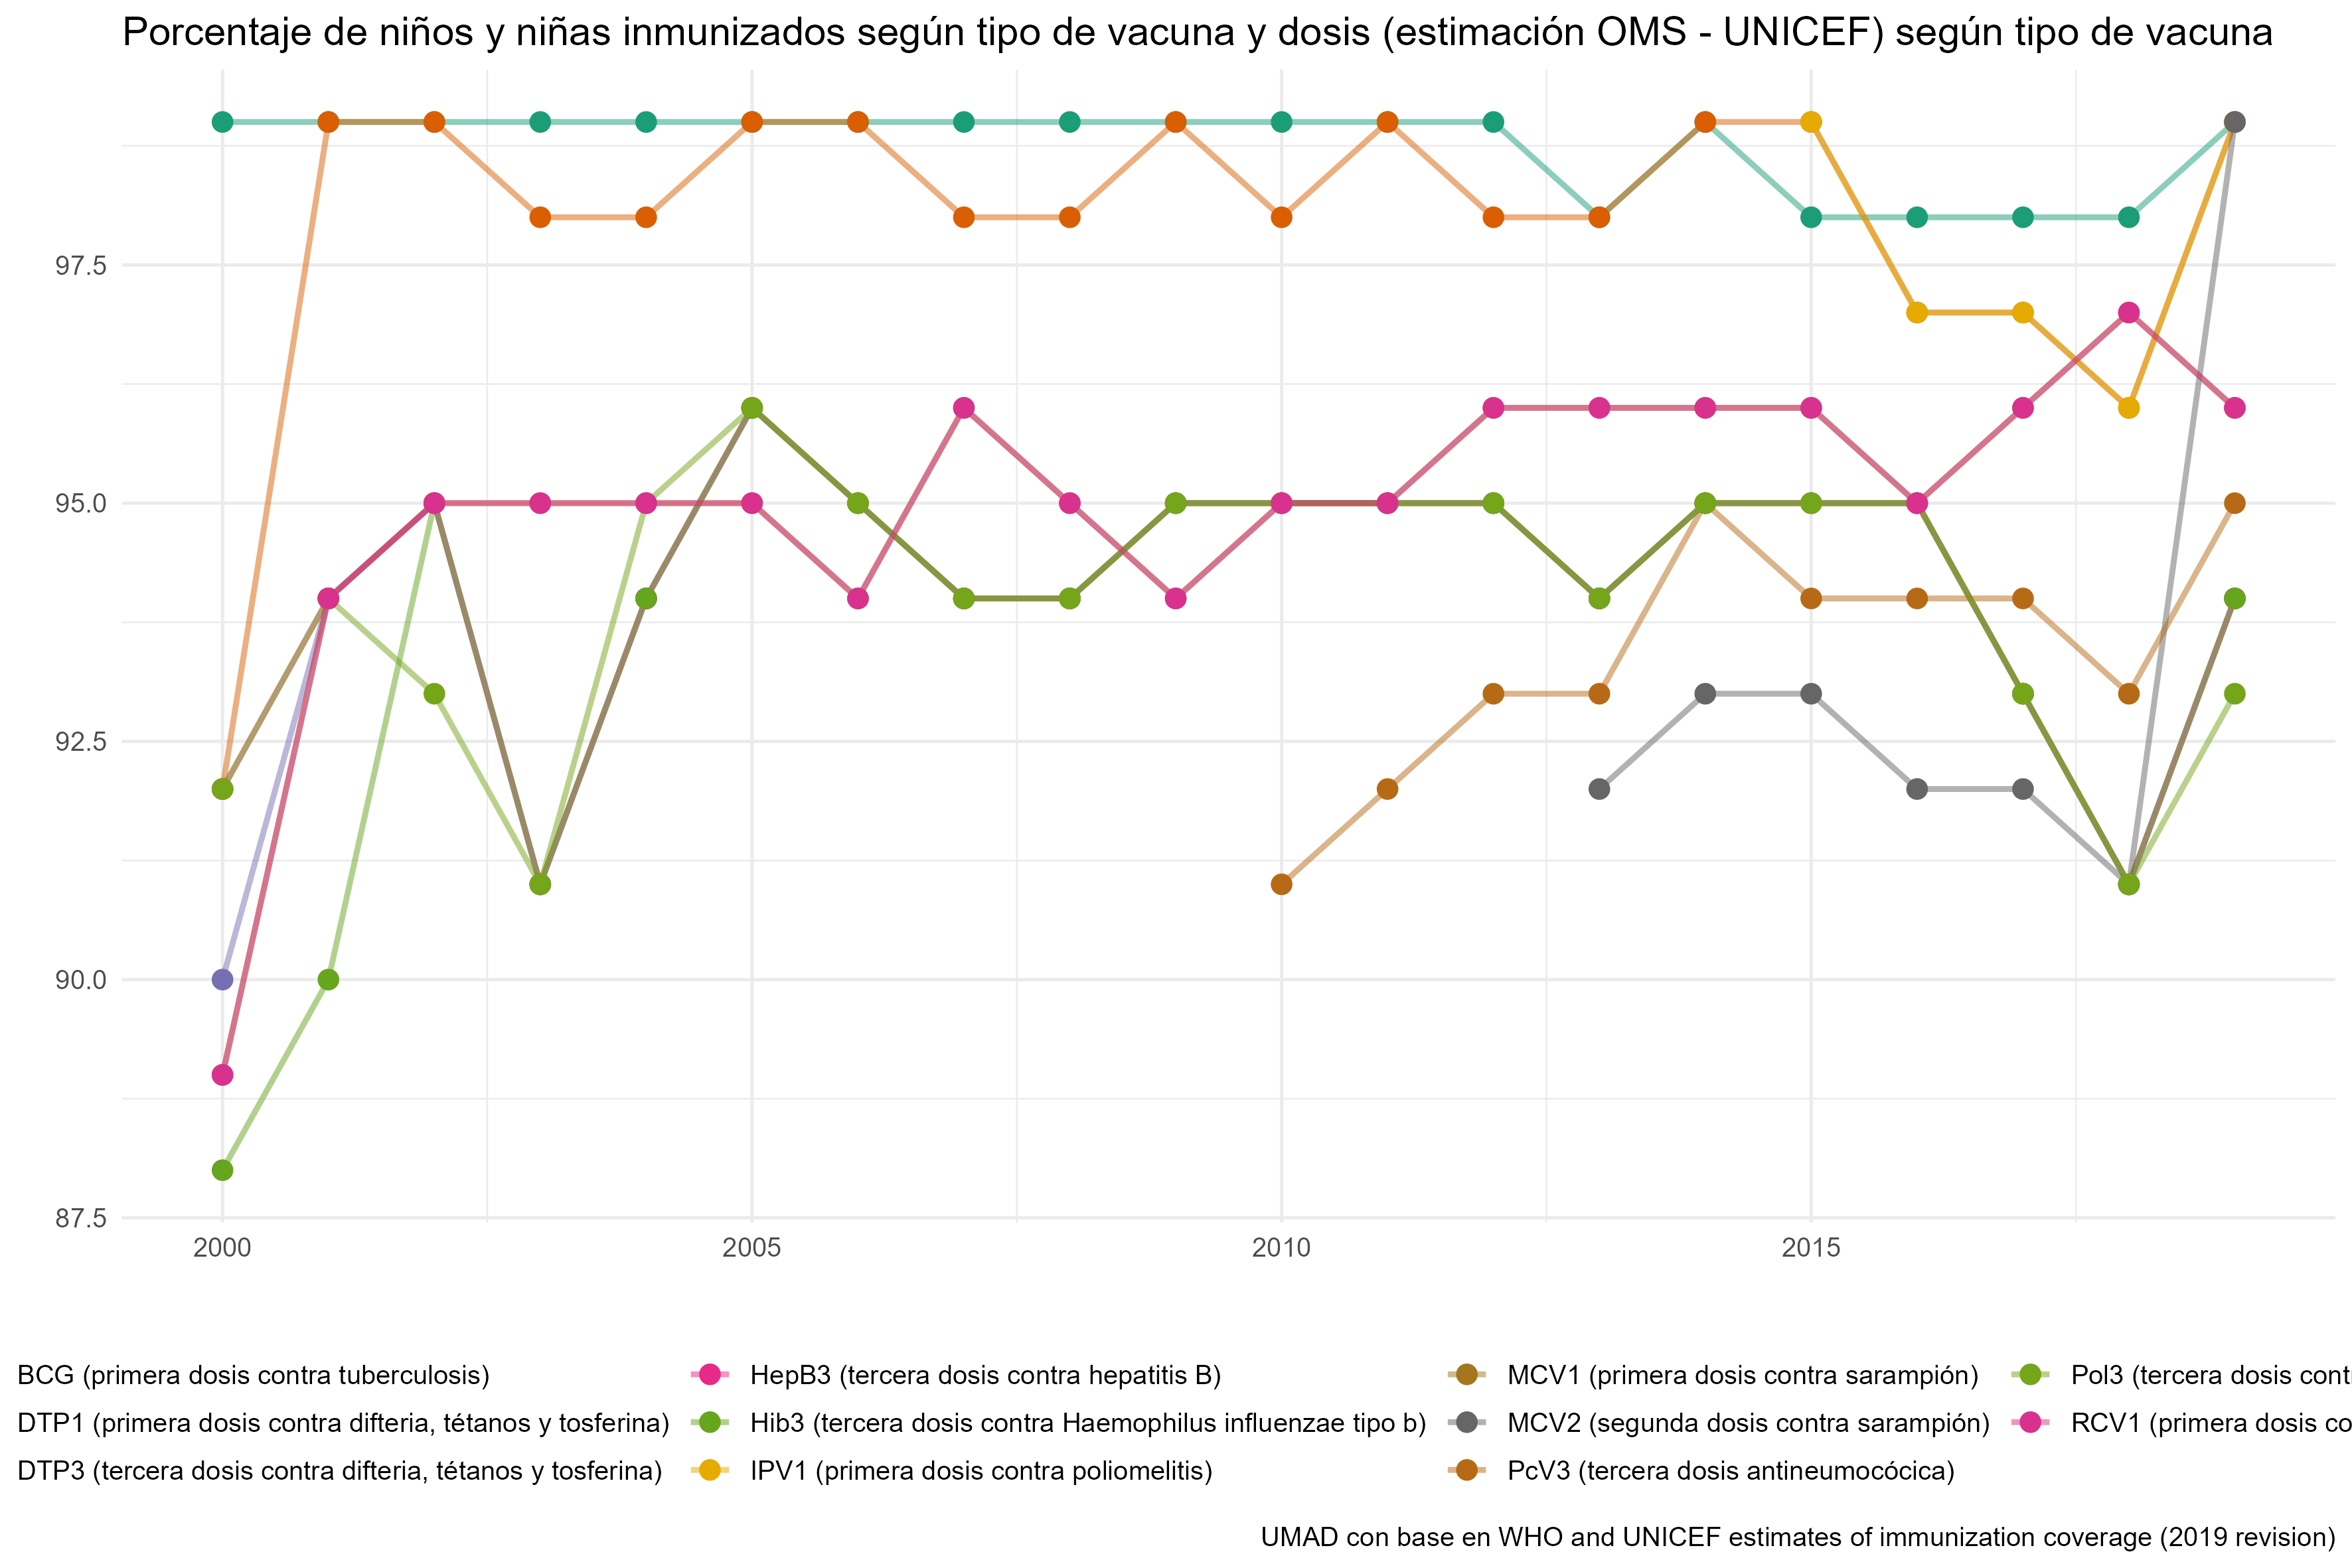 Porcentaje de niños y niñas inmunizados según tipo de vacuna y dosis (estimación OMS - UNICEF) según tipo de vacuna
97.5
95.0
92.5
90.0
87.5
2000 2005 2010 2015
BCG (primera dosis contra tuberculosis) HepB3 (tercera dosis contra hepatitis B) MCV1 (primera dosis contra sarampión) Pol3 (tercera dosis
DTP1 (primera dosis contra difteria, tétanos y tosferina) Hib3 (tercera dosis contra Haemophilus influenzae tipo b) MCV2 (segunda dosis contra sarampión) RCV1 (primera dosis
DTP3 (tercera dosis contra difteria, tétanos y tosferina) IPV1 (primera dosis contra poliomelitis) PcV3 (tercera dosis antineumocócica)
UMAD con base en WHO and UNICEF estimates of immunization coverage (2019 revision)